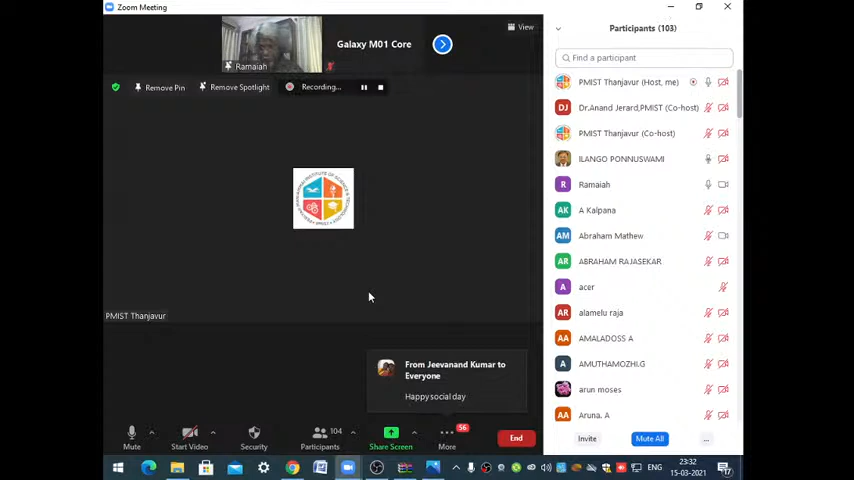 Zoom Meeting
Ramaiah
Galaxy M01 Core
View
Remove Pin
Remove Spotlight
Recording...
PMIST Thanjavur
From Jeevanand Kumar to
Everyone
Happy social day
Mute
Start Video
Security
104
Participants
Share Screen
56
More
End
Participants (103)
Find a participant
PMIST Thanjavur (Host, me)
DJ Dr.Anand Jerard,PMIST (Co-host)
PMIST Thanjavur (Co-host)
ILANGO PONNUSWAMI
R Ramaiah
AK A Kalpana
AM Abraham Mathew
AR ABRAHAM RAJASEKAR
A acer
AR alamelu raja
AA AMALADOSS A
A AMUTHAMOZHI.G
arun moses
AA Aruna. A
Invite
Mute All
...
ENG
23:32
15-03-2021
17